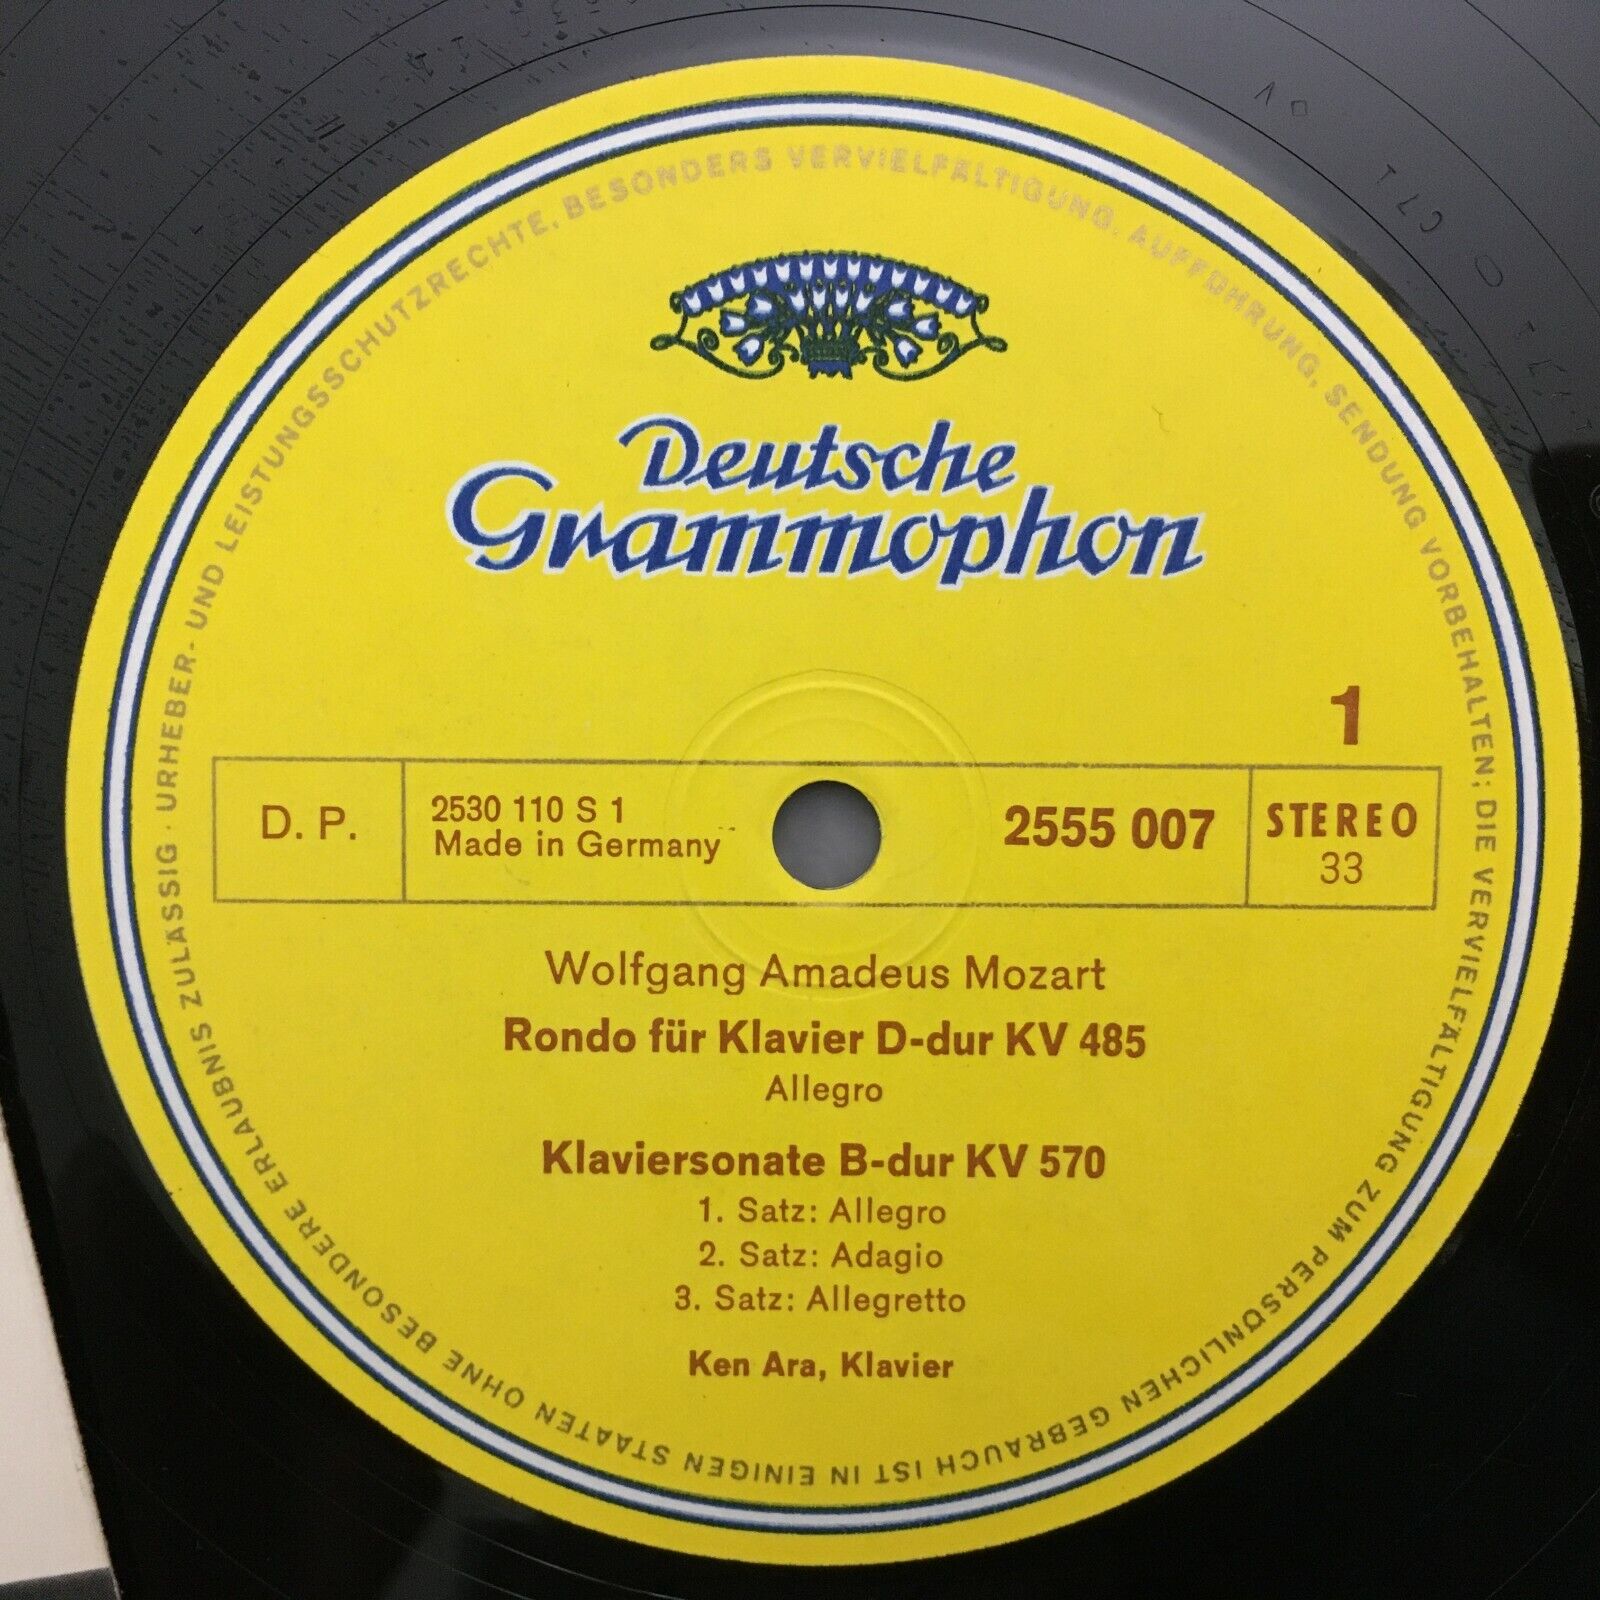 URHEBER- UND LEISTUNGSSCHUTZRECHTE, BESONDERS VERVIELFÄLTIGUNG, AUFFÜHRUNG, SENDUNG VORBEHALTEN; DIE VERVIELFÄLTIGUNG ZUM PERSÖNLICHEN GEBRAUCH IST IN EINIGEN STAATEN OHNE BESONDERE ERLAUBNIS ZULÄSSIG ·
Deutsche
Grammophon
1
D. P.
2530 110 S 1
Made in Germany
2555 007
STEREO
33
Wolfgang Amadeus Mozart
Rondo für Klavier D-dur KV 485
Allegro
Klaviersonate B-dur KV 570
1. Satz: Allegro
2. Satz: Adagio
3. Satz: Allegretto
Ken Ara, Klavier